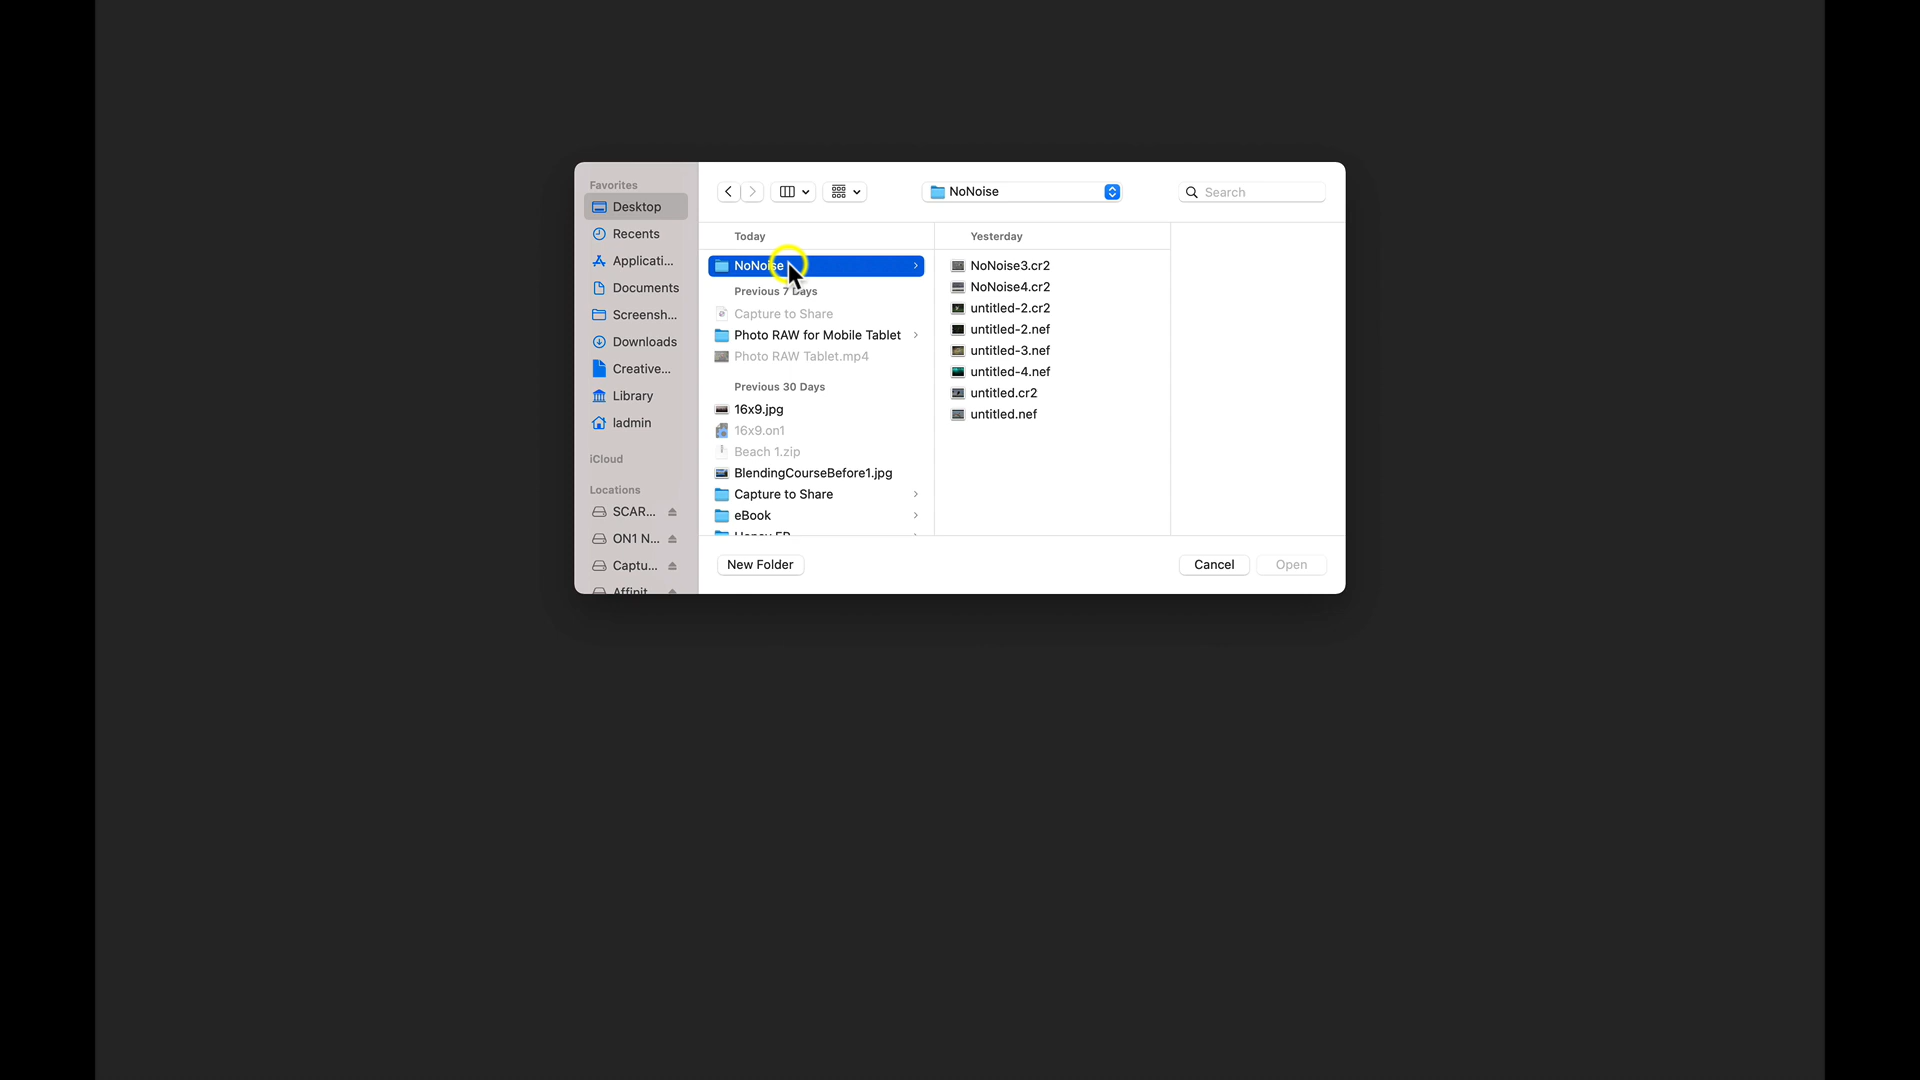 Favorites
Desktop
Recents
Applicati...
Documents
Screensh...
Downloads
Creative...
Library
ladmin
iCloud
Locations
SCAR...
ON1 N...
Captu...
Affinit
NoNoise
Search
Today
NoNoise
Previous 7 Days
Capture to Share
Photo RAW for Mobile Tablet
Photo RAW Tablet.mp4
Previous 30 Days
16x9.jpg
16x9.on1
Beach 1.zip
BlendingCourseBefore1.jpg
Capture to Share
eBook
Yesterday
NoNoise3.cr2
NoNoise4.cr2
untitled-2.cr2
untitled-2.nef
untitled-3.nef
untitled-4.nef
untitled.cr2
untitled.nef
New Folder
Cancel
Open